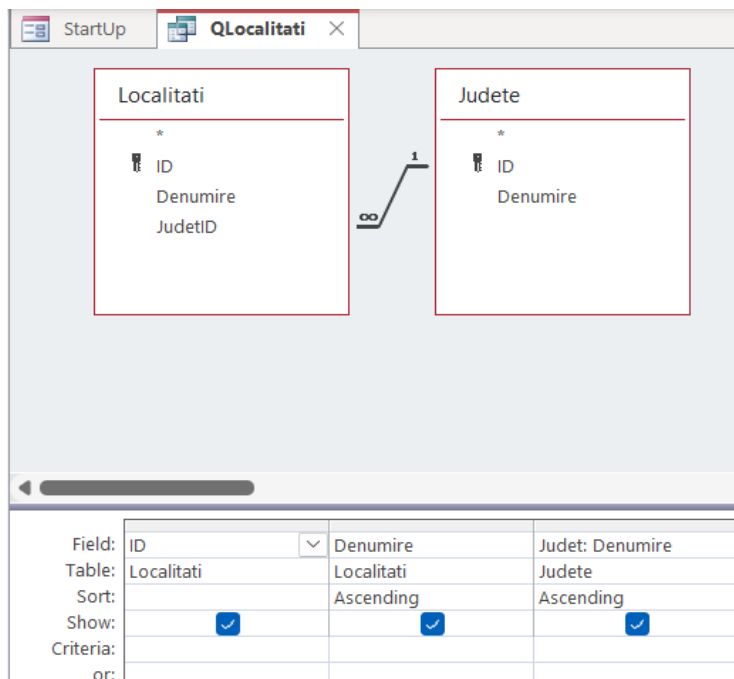 StartUp QLocalitati
Localitati Judete
* *
ID ID
Denumire Denumire
JudetID
1
∞
Field: ID Denumire Judet: Denumire
Table: Localitati Localitati Judete
Sort: Ascending Ascending
Show:
Criteria:
or: